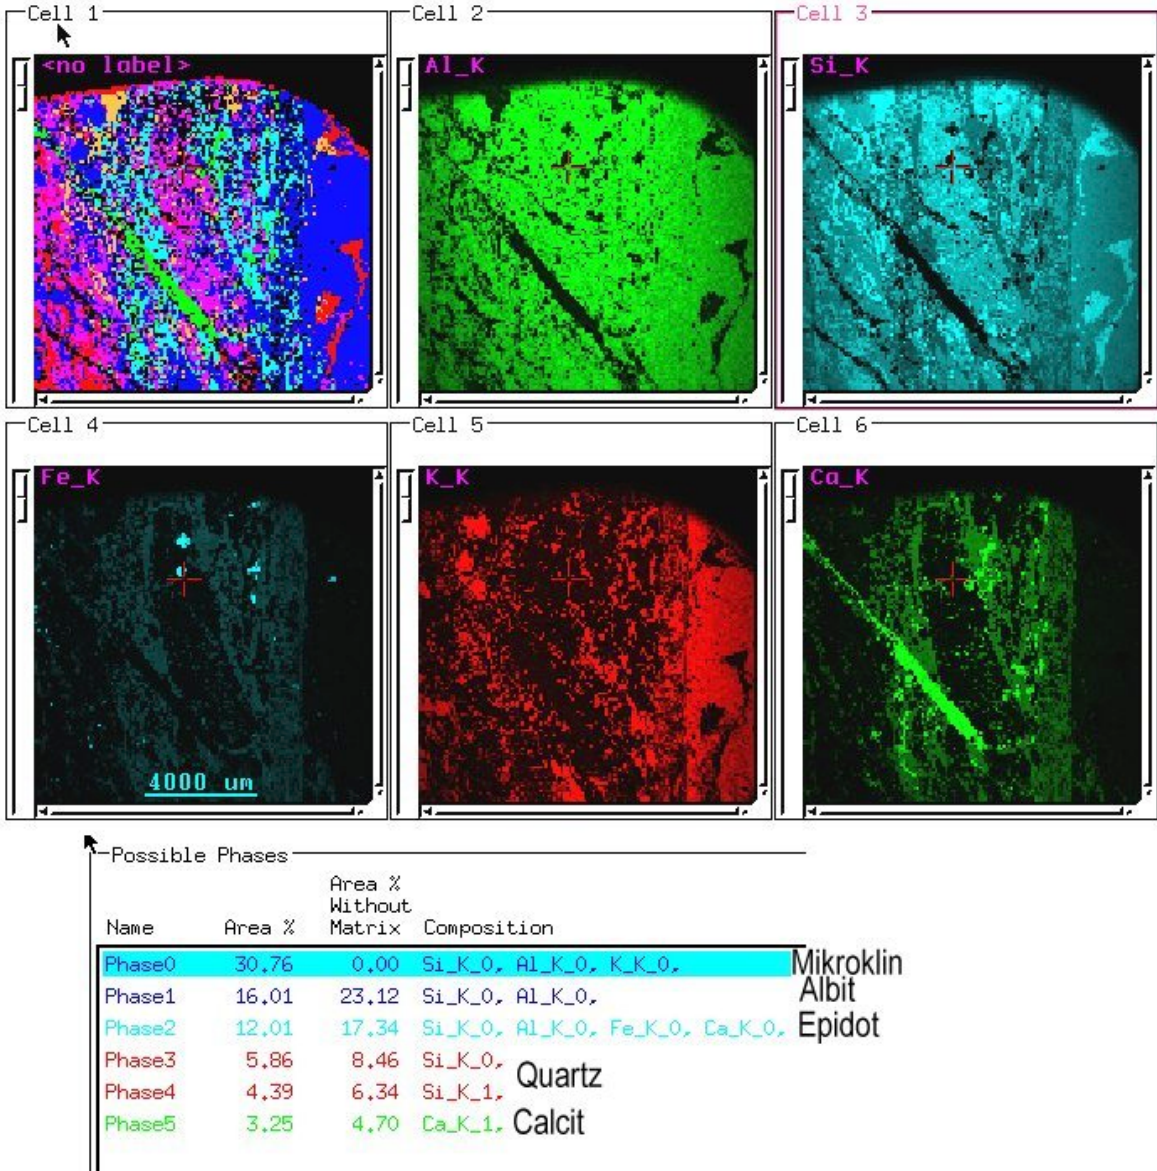 Cell 1
Cell 2
Cell 3
<no label>
Al_K
Si_K
Cell 4
Cell 5
Cell 6
Fe_K
K_K
Ca_K
4000 um
Possible Phases
Area %
Without
Name Area % Matrix Composition
Phase0 30.76 0.00 Si_K_0, Al_K_0, K_K_0, Mikroklin
Phase1 16.01 23.12 Si_K_0, Al_K_0, Albit
Phase2 12.01 17.34 Si_K_0, Al_K_0, Fe_K_0, Ca_K_0, Epidot
Phase3 5.86 8.46 Si_K_0,
Quartz
Phase4 4.39 6.34 Si_K_1,
Phase5 3.25 4.70 Ca_K_1, Calcit